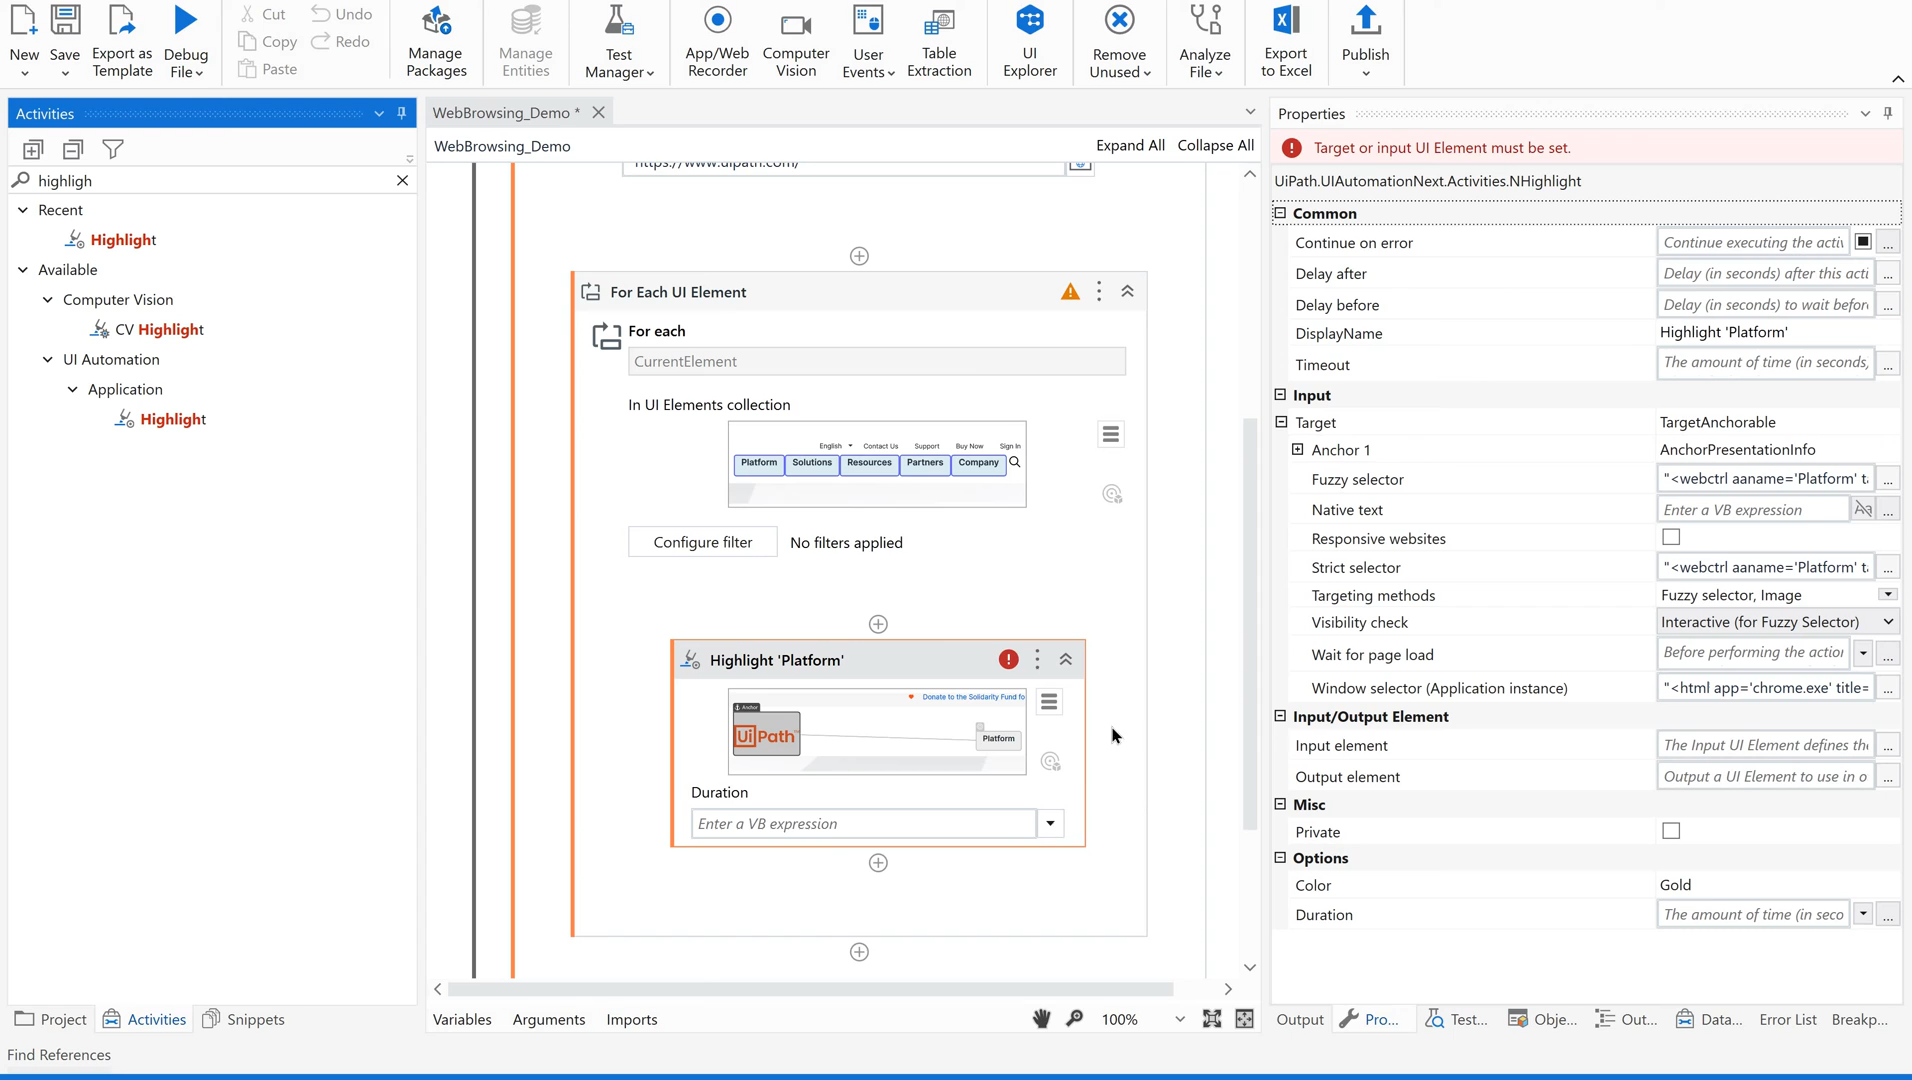 New
Save
Export as
Template
Debug
File
Cut
Copy
Paste
Undo
Redo
Manage
Packages
Manage
Entities
Test
Manager
App/Web
Recorder
Computer
Vision
User
Events
Table
Extraction
UI
Explorer
Remove
Unused
Analyze
File
Export
to Excel
Publish
Activities
highligh
Recent
Highlight
Available
Computer Vision
CV Highlight
UI Automation
Application
Highlight
WebBrowsing_Demo *
WebBrowsing_Demo
Expand All
Collapse All
https://www.uipath.com/
For Each UI Element
For each
CurrentElement
In UI Elements collection
English
Contact Us
Support
Buy Now
Sign In
Platform
Solutions
Resources
Partners
Company
Configure filter
No filters applied
Highlight 'Platform'
Donate to the Solidarity Fund fo
Anchor
UiPath
Platform
Duration
Enter a VB expression
Variables
Arguments
Imports
100%
Properties
Target or input UI Element must be set.
UiPath.UIAutomationNext.Activities.NHighlight
Common
Continue on error
Continue executing the activ
...
Delay after
Delay (in seconds) after this acti
...
Delay before
Delay (in seconds) to wait befor
...
DisplayName
Highlight 'Platform'
Timeout
The amount of time (in seconds,
...
Input
Target
TargetAnchorable
Anchor 1
AnchorPresentationInfo
Fuzzy selector
"<webctrl aaname='Platform' ta
...
Native text
Enter a VB expression
...
Responsive websites
Strict selector
"<webctrl aaname='Platform' ta
...
Targeting methods
Fuzzy selector, Image
Visibility check
Interactive (for Fuzzy Selector)
Wait for page load
Before performing the action
...
Window selector (Application instance)
"<html app='chrome.exe' title=
...
Input/Output Element
Input element
The Input UI Element defines the
...
Output element
Output a UI Element to use in o
...
Misc
Private
Options
Color
Gold
Duration
The amount of time (in seco
...
Project
Activities
Snippets
Output
Pro...
Test...
Obje...
Out...
Data...
Error List
Breakp...
Find References